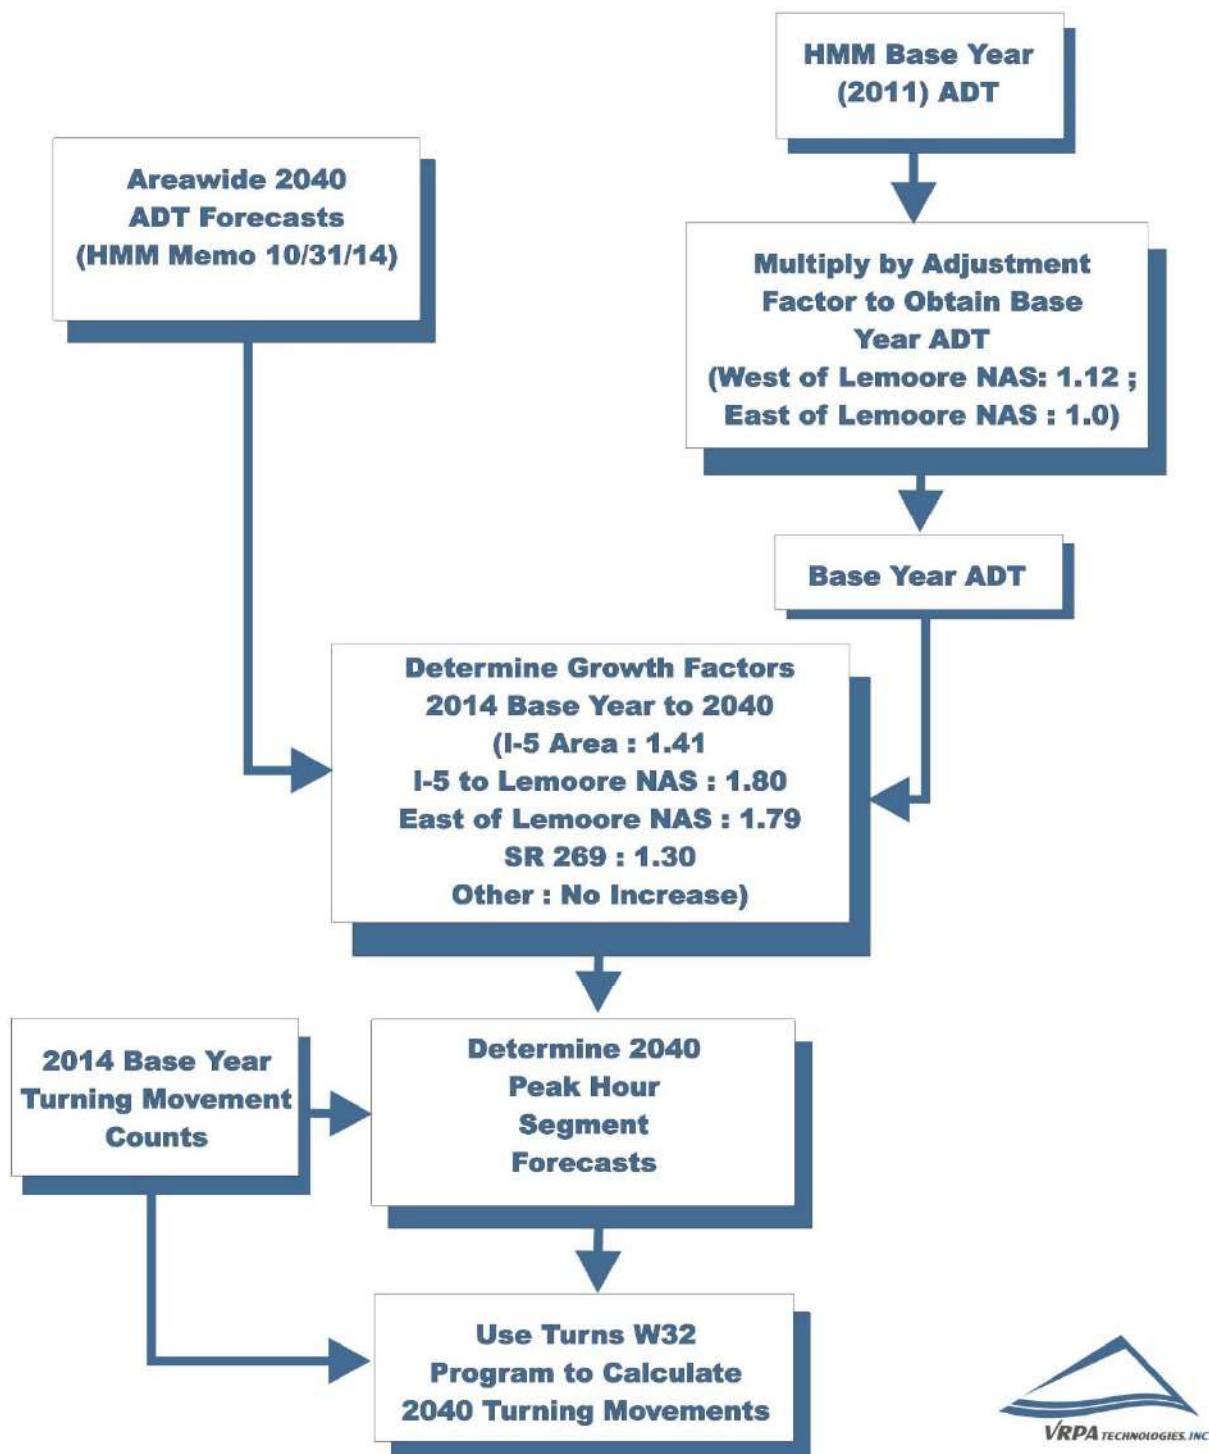 HMM Base Year
(2011) ADT
Areawide 2040
ADT Forecasts
(HMM Memo 10/31/14)
Multiply by Adjustment
Factor to Obtain Base
Year ADT
(West of Lemoore NAS: 1.12 ;
East of Lemoore NAS : 1.0)
Base Year ADT
Determine Growth Factors
2014 Base Year to 2040
(I-5 Area : 1.41
I-5 to Lemoore NAS : 1.80
East of Lemoore NAS : 1.79
SR 269 : 1.30
Other : No Increase)
2014 Base Year
Turning Movement
Counts
Determine 2040
Peak Hour
Segment
Forecasts
Use Turns W32
Program to Calculate
2040 Turning Movements
VRPA TECHNOLOGIES, INC